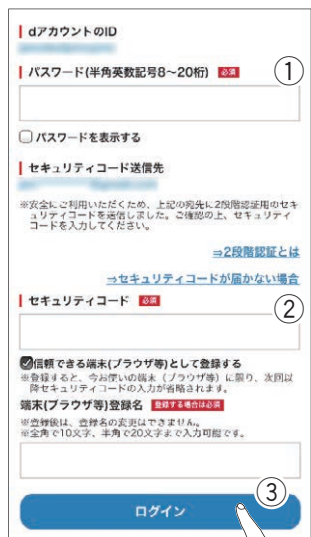 dアカウントのID
パスワード(半角英数記号8〜20桁) 必須
①
パスワードを表示する
セキュリティコード送信先
※安全にご利用いただくため、上記の宛先に2段階認証用のセキ
ュリティコードを送信しました。ご確認の上、セキュリティ
コードを入力してください。
⇒2段階認証とは
⇒セキュリティコードが届かない場合
セキュリティコード 必須
②
信頼できる端末(ブラウザ等)として登録する
※登録すると、今お使いの端末（ブラウザ等）に限り、次回以
降セキュリティコードの入力が省略されます。
端末(ブラウザ等)登録名 登録する場合は必須
※登録後は、登録名の変更はできません。
※全角で10文字、半角で20文字まで入力可能です。
③
ログイン